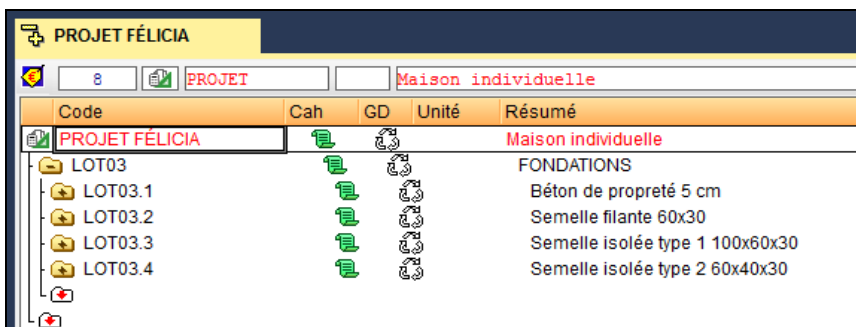 PROJET FÉLICIA
8 PROJET Maison individuelle
Code Cah GD Unité Résumé
PROJET FÉLICIA Maison individuelle
LOT03 FONDATIONS
LOT03.1 Béton de propreté 5 cm
LOT03.2 Semelle filante 60x30
LOT03.3 Semelle isolée type 1 100x60x30
LOT03.4 Semelle isolée type 2 60x40x30